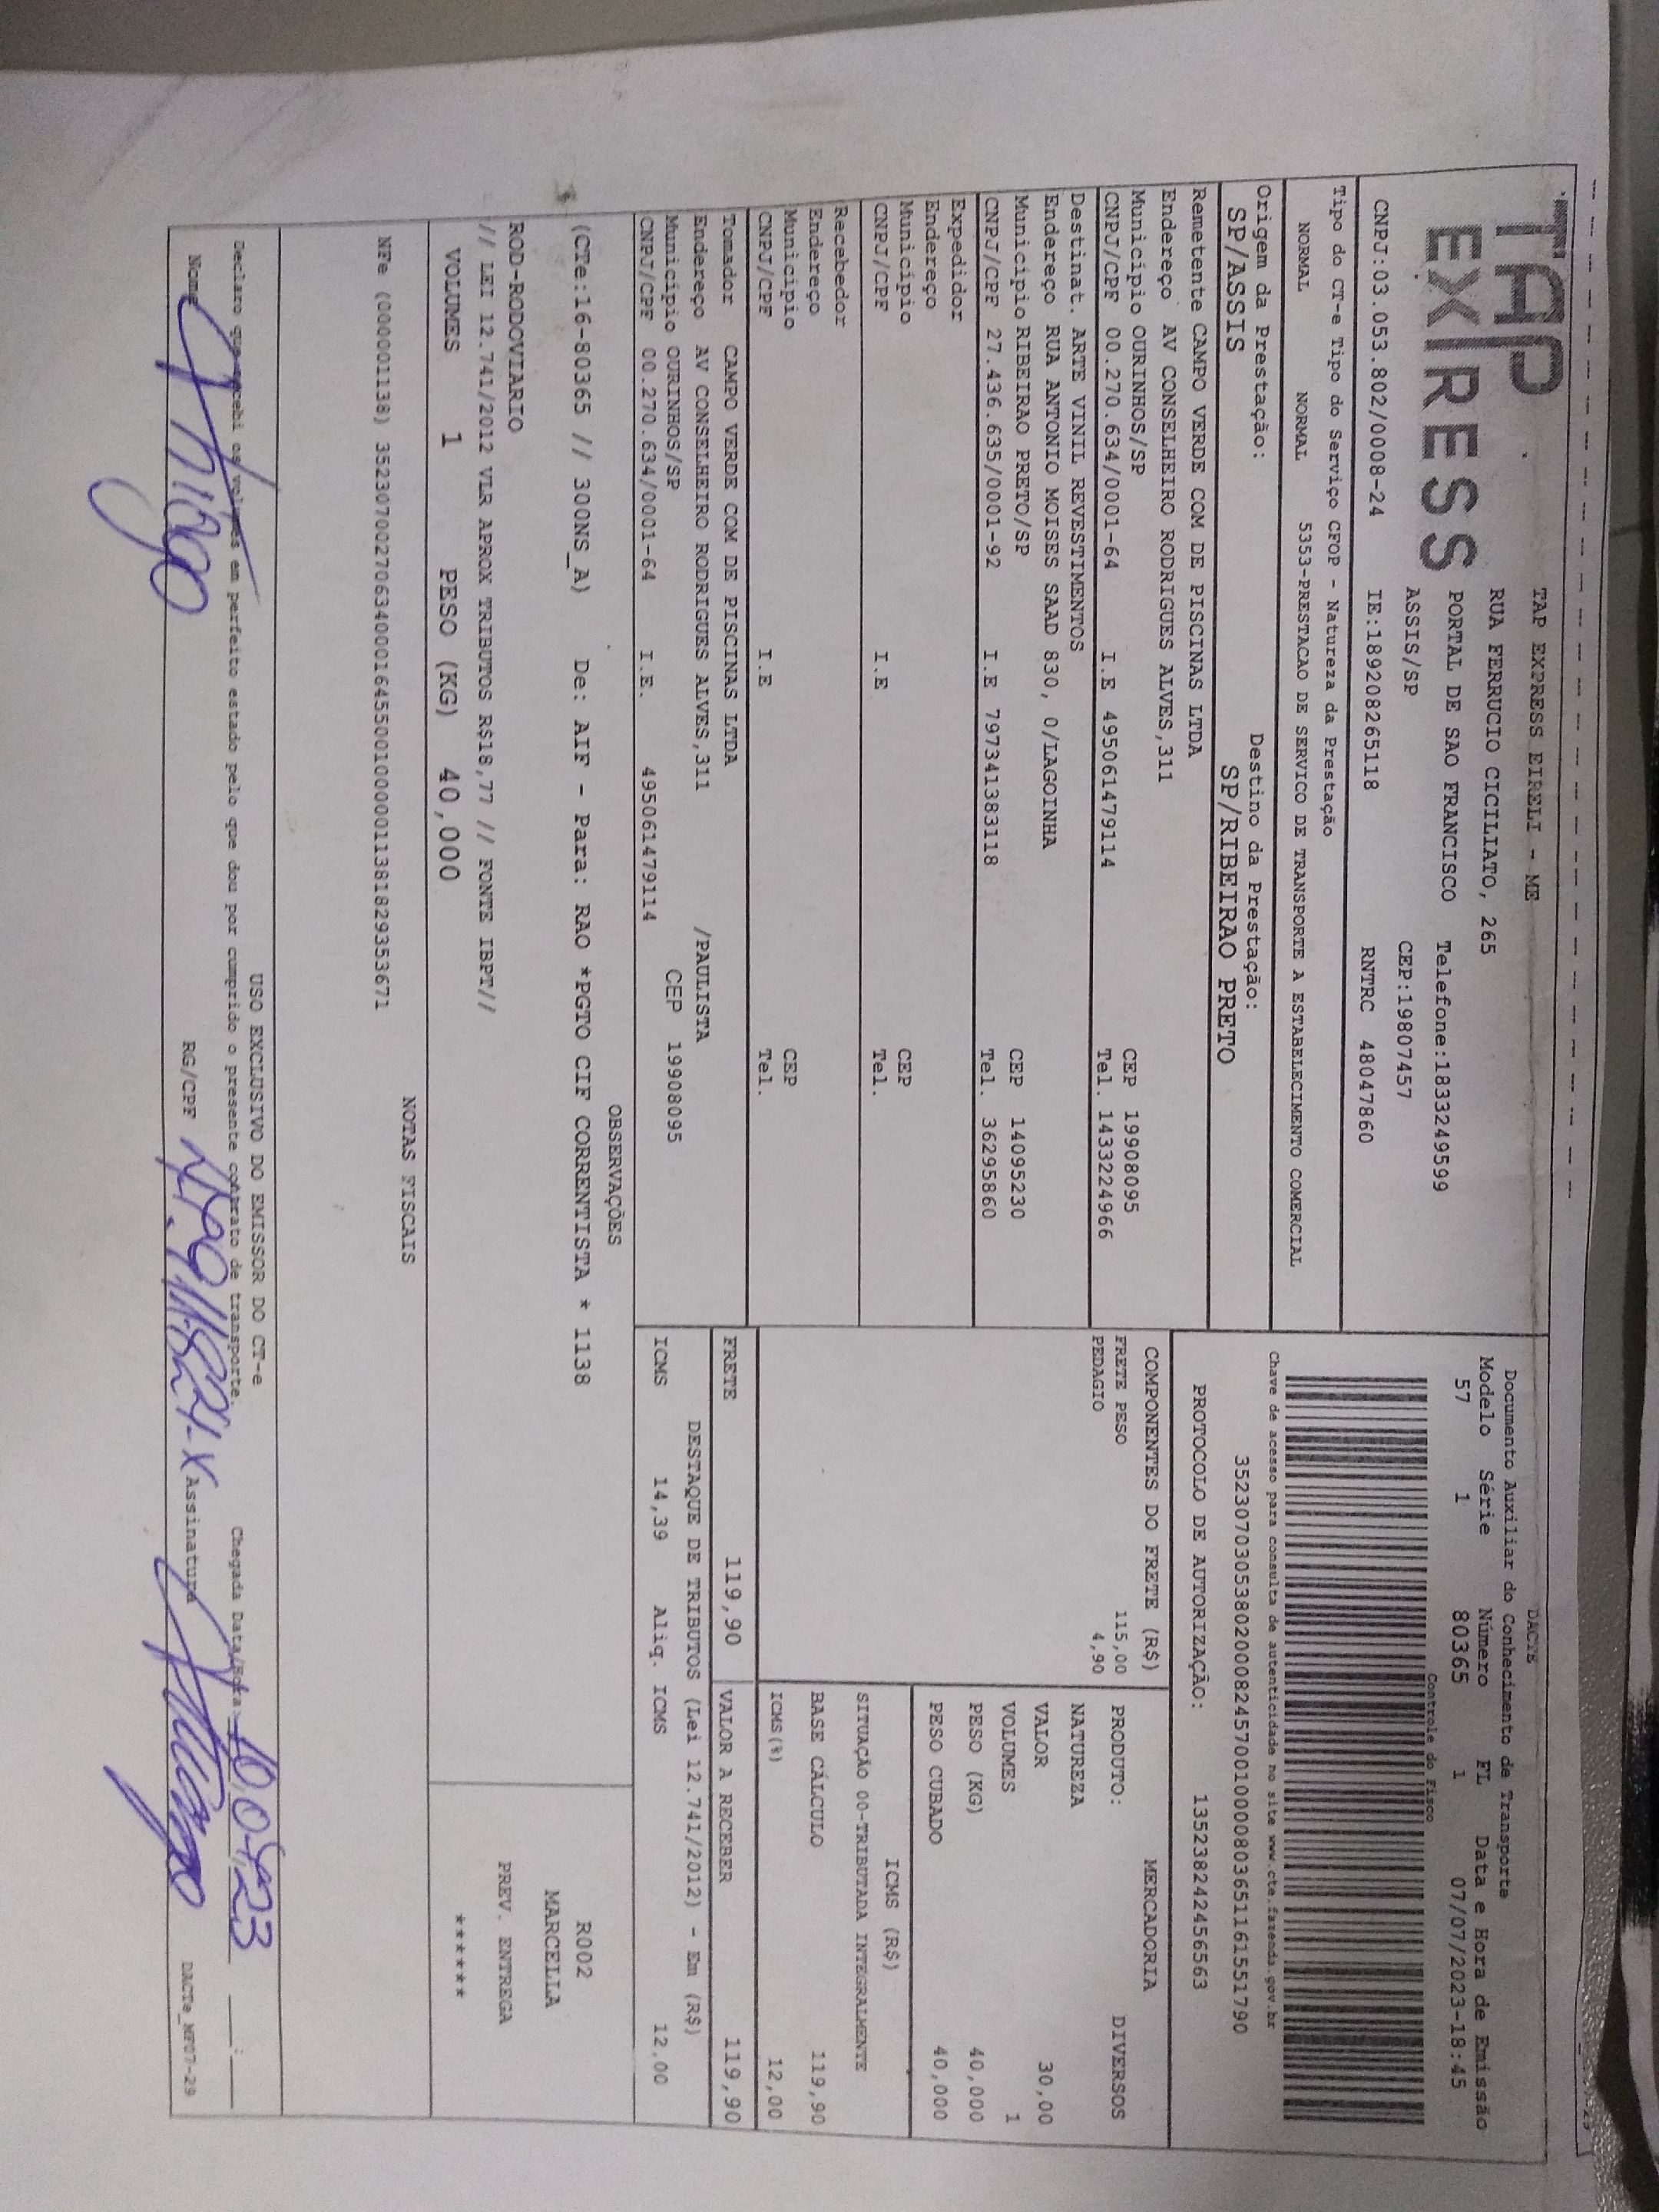 TAP EXPRESS
TAP EXPRESS EIRELI - ME
RUA FERRUCIO CICILIATO, 265
PORTAL DE SAO FRANCISCO Telefone:1833249599
ASSIS/SP CEP:19807457
CNPJ:03.053.802/0008-24 IE:189208265118 RNTRC 48047860
Tipo do CT-e Tipo do Serviço CFOP - Natureza da Prestação
NORMAL NORMAL 5353-PRESTACAO DE SERVICO DE TRANSPORTE A ESTABELECIMENTO COMERCIAL
Origem da Prestação: Destino da Prestação:
SP/ASSIS SP/RIBEIRAO PRETO
DACTE
Documento Auxiliar do Conhecimento de Transporte
Modelo Série Número FL Data e Hora de Emissão
57 1 80365 1 07/07/2023-18:45
Controle do Fisco
Chave de acesso para consulta de autenticidade no site www.cte.fazenda.gov.br
35230703053802000824570010000803651161551790
PROTOCOLO DE AUTORIZAÇÃO: 135238242456563
Remetente CAMPO VERDE COM DE PISCINAS LTDA
Endereço AV CONSELHEIRO RODRIGUES ALVES,311
Município OURINHOS/SP CEP 19908095
CNPJ/CPF 00.270.634/0001-64 I.E 495061479114 Tel. 1433224966
Destinat. ARTE VINIL REVESTIMENTOS
Endereço RUA ANTONIO MOISES SAAD 830, 0/LAGOINHA
Município RIBEIRAO PRETO/SP CEP 14095230
CNPJ/CPF 27.436.635/0001-92 I.E 797341383118 Tel. 36295860
Expedidor
Endereço
Município CEP
CNPJ/CPF I.E Tel.
Recebedor
Endereço
Município CEP
CNPJ/CPF I.E Tel.
Tomador CAMPO VERDE COM DE PISCINAS LTDA
Endereço AV CONSELHEIRO RODRIGUES ALVES,311 /PAULISTA
Município OURINHOS/SP CEP 19908095
CNPJ/CPF 00.270.634/0001-64 I.E. 495061479114
COMPONENTES DO FRETE (R$)
FRETE PESO 115,00
PEDAGIO 4,90
MERCADORIA
PRODUTO: DIVERSOS
NATUREZA
VALOR 30,00
VOLUMES 1
PESO (KG) 40,000
PESO CUBADO 40,000
ICMS (R$)
SITUAÇÃO 00-TRIBUTADA INTEGRALMENTE
BASE CÁLCULO 119,90
ICMS(%) 12,00
FRETE 119,90 VALOR A RECEBER 119,90
DESTAQUE DE TRIBUTOS (Lei 12.741/2012) - Em (R$)
ICMS 14,39 Aliq. ICMS 12,00
OBSERVAÇÕES
(CTe:16-80365 // 300NS_A) De: AIF - Para: RAO *PGTO CIF CORRENTISTA * 1138
ROD-RODOVIARIO
// LEI 12.741/2012 VLR APROX TRIBUTOS R$18,77 // FONTE IBPT//
VOLUMES 1 PESO (KG) 40,000
R002
MARCELLA
PREV. ENTREGA
******
NOTAS FISCAIS
NFe (000001138) 35230700270634000164550010000011381829353671
USO EXCLUSIVO DO EMISSOR DO CT-e
Declaro que recebi os volumes em perfeito estado pelo que dou por cumprido o presente contrato de transporte. Chegada Data/Hora 10,07,23 :
Nome Thiago RG/CPF Assinatura
DACTe_MF07-29